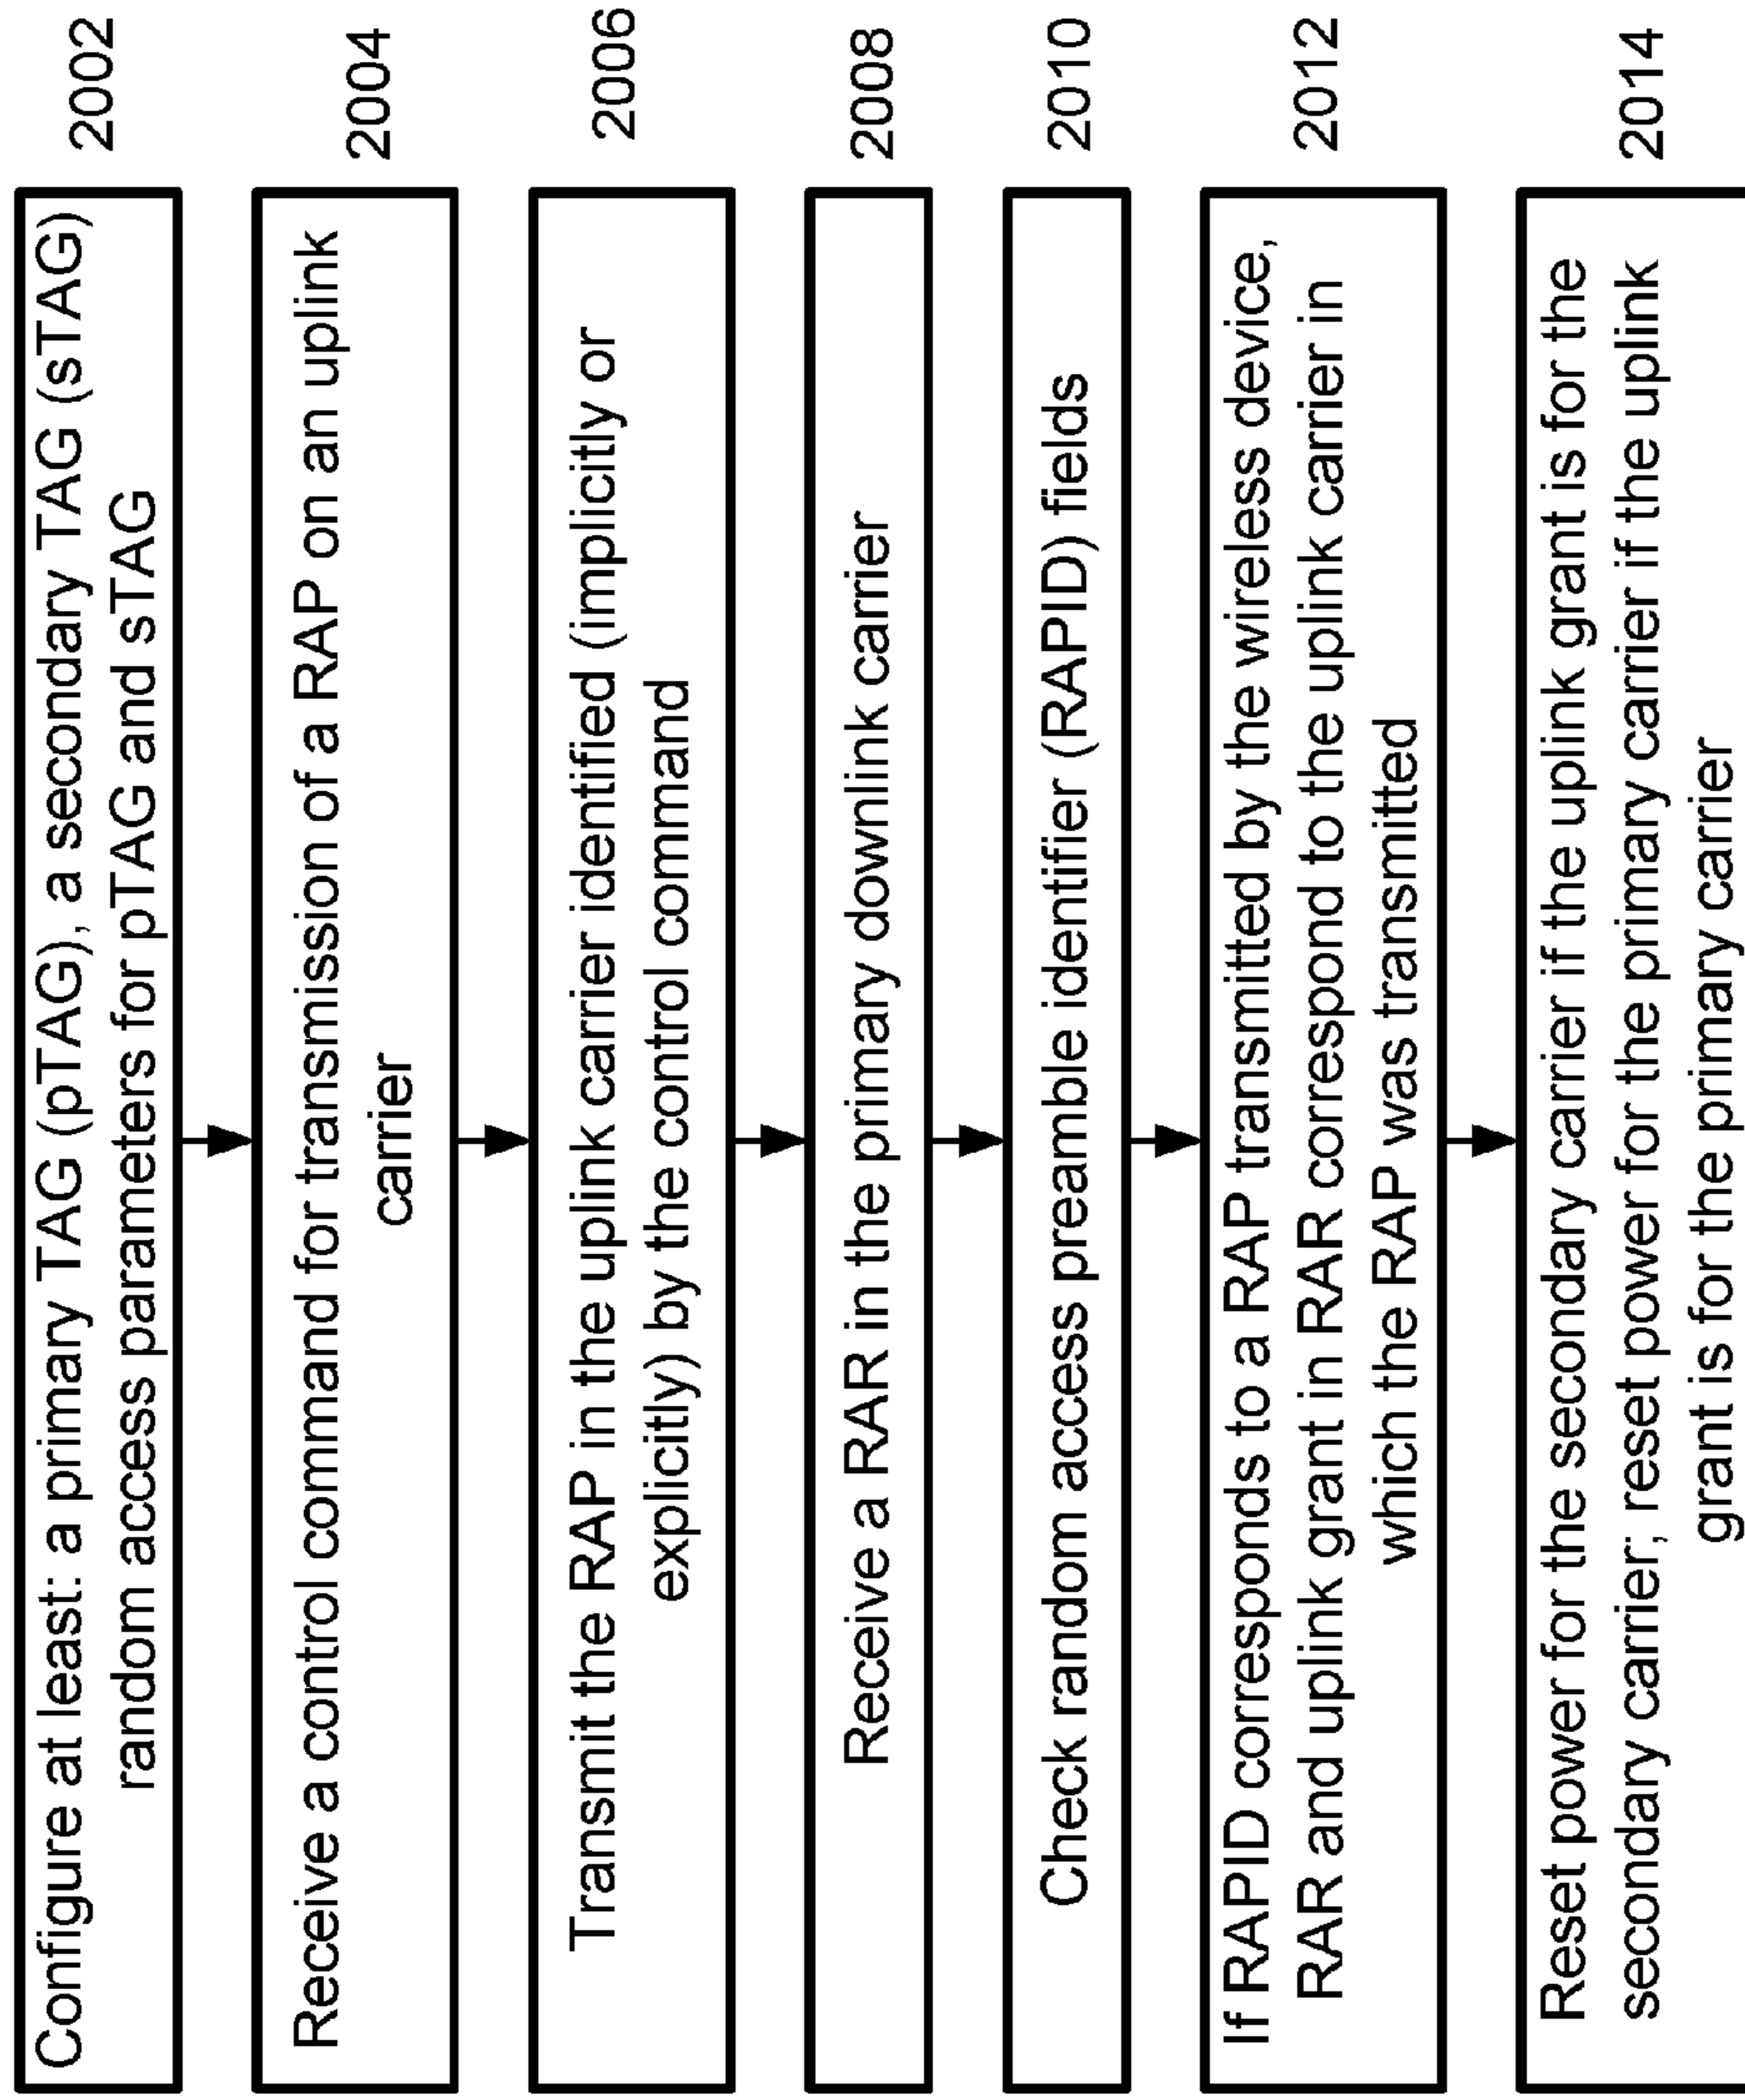 Configure at least: a primary TAG (pTAG), a secondary TAG (sTAG)
random access parameters for pTAG and sTAG
2002
Receive a control command for transmission of a RAP on an uplink
carrier
2004
Transmit the RAP in the uplink carrier identified (implicitly or
explicitly) by the control command
2006
Receive a RAR in the primary downlink carrier
2008
Check random access preamble identifier (RAPID) fields
2010
If RAPID corresponds to a RAP transmitted by the wireless device,
RAR and uplink grant in RAR correspond to the uplink carrier in
which the RAP was transmitted
2012
Reset power for the secondary carrier if the uplink grant is for the
secondary carrier; reset power for the primary carrier if the uplink
grant is for the primary carrier
2014